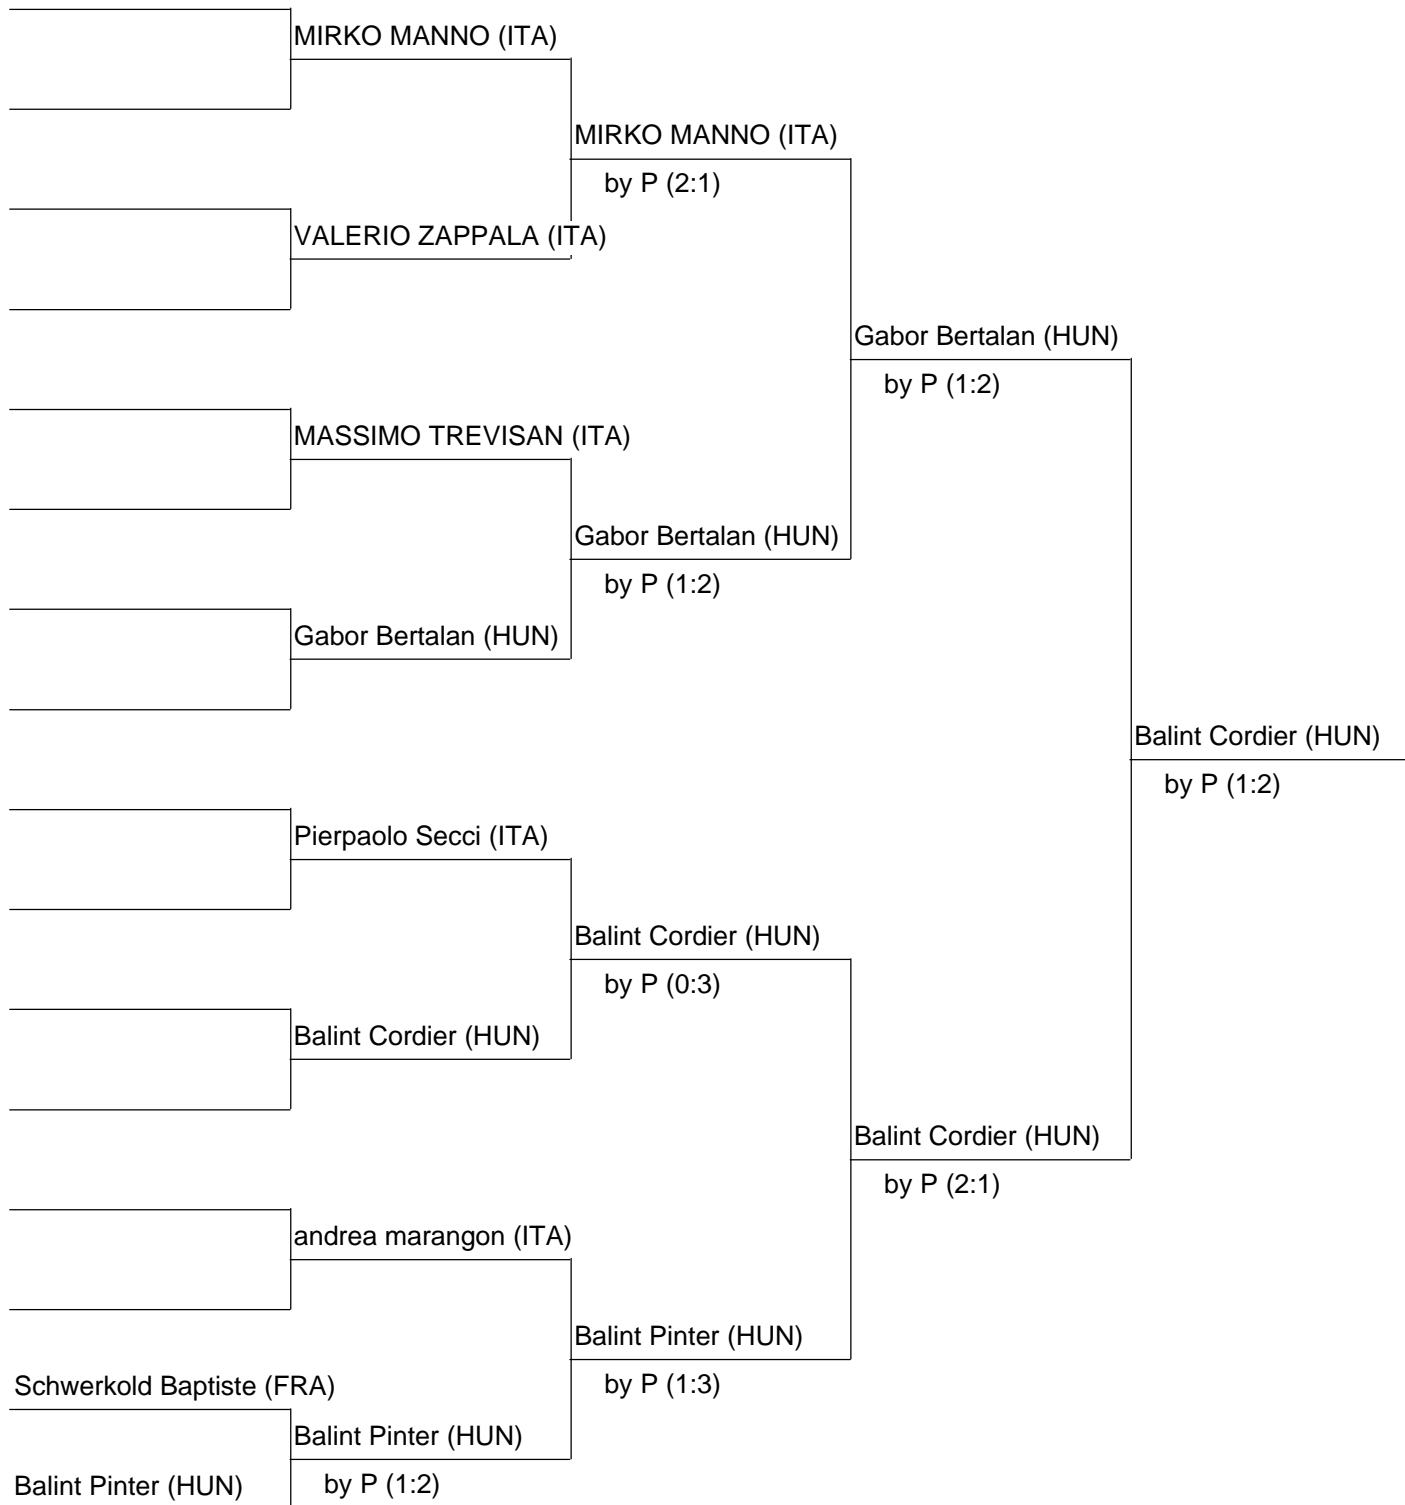 MIRKO MANNO (ITA)
MIRKO MANNO (ITA)
by P (2:1)
VALERIO ZAPPALA (ITA)
Gabor Bertalan (HUN)
by P (1:2)
MASSIMO TREVISAN (ITA)
Gabor Bertalan (HUN)
by P (1:2)
Gabor Bertalan (HUN)
Balint Cordier (HUN)
by P (1:2)
Pierpaolo Secci (ITA)
Balint Cordier (HUN)
by P (0:3)
Balint Cordier (HUN)
Balint Cordier (HUN)
by P (2:1)
andrea marangon (ITA)
Balint Pinter (HUN)
by P (1:3)
Schwerkold Baptiste (FRA)
Balint Pinter (HUN)
by P (1:2)
Balint Pinter (HUN)